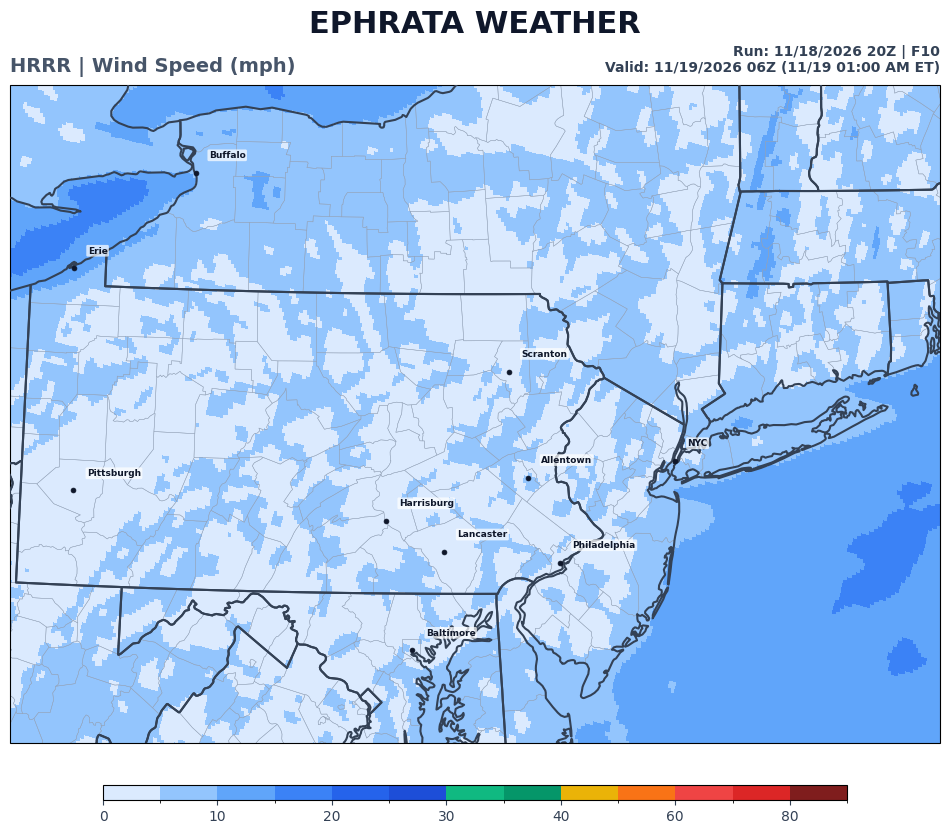 EPHRATA WEATHER
HRRR | Wind Speed (mph)
Run: 11/18/2026 20Z | F10
Valid: 11/19/2026 06Z (11/19 01:00 AM ET)
Buffalo
Erie
Scranton
NYC
Allentown
Pittsburgh
Harrisburg
Lancaster
Philadelphia
Baltimore
0 10 20 30 40 50 60 70 80